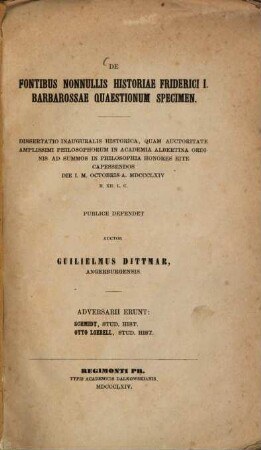 DE
FONTIBUS NONNULLIS HISTORIAE FRIDERICI I.
BARBAROSSAE QUAESTIONUM SPECIMEN.
DISSERTATIO INAUGURALIS HISTORICA, QUAM AUCTORITATE
AMPLISSIMI PHILOSOPHORUM IN ACADEMIA ALBERTINA ORDI-
NIS AD SUMMOS IN PHILOSOPHIA HONORES RITE
CAPESSENDOS
DIE I. M. OCTOBRIS A. MDCCCLXIV
H. XII. L. C.
PUBLICE DEFENDET
AUCTOR
GUILIELMUS DITTMAR,
ANGERBURGENSIS.
ADVERSARII ERUNT:
SCHMIDT, STUD. HIST.
OTTO LOEBELL, STUD. HIST.
REGIMONTI PR.
TYPIS ACADEMICIS DALKOWSKIANIS.
MDCCCLXIV.